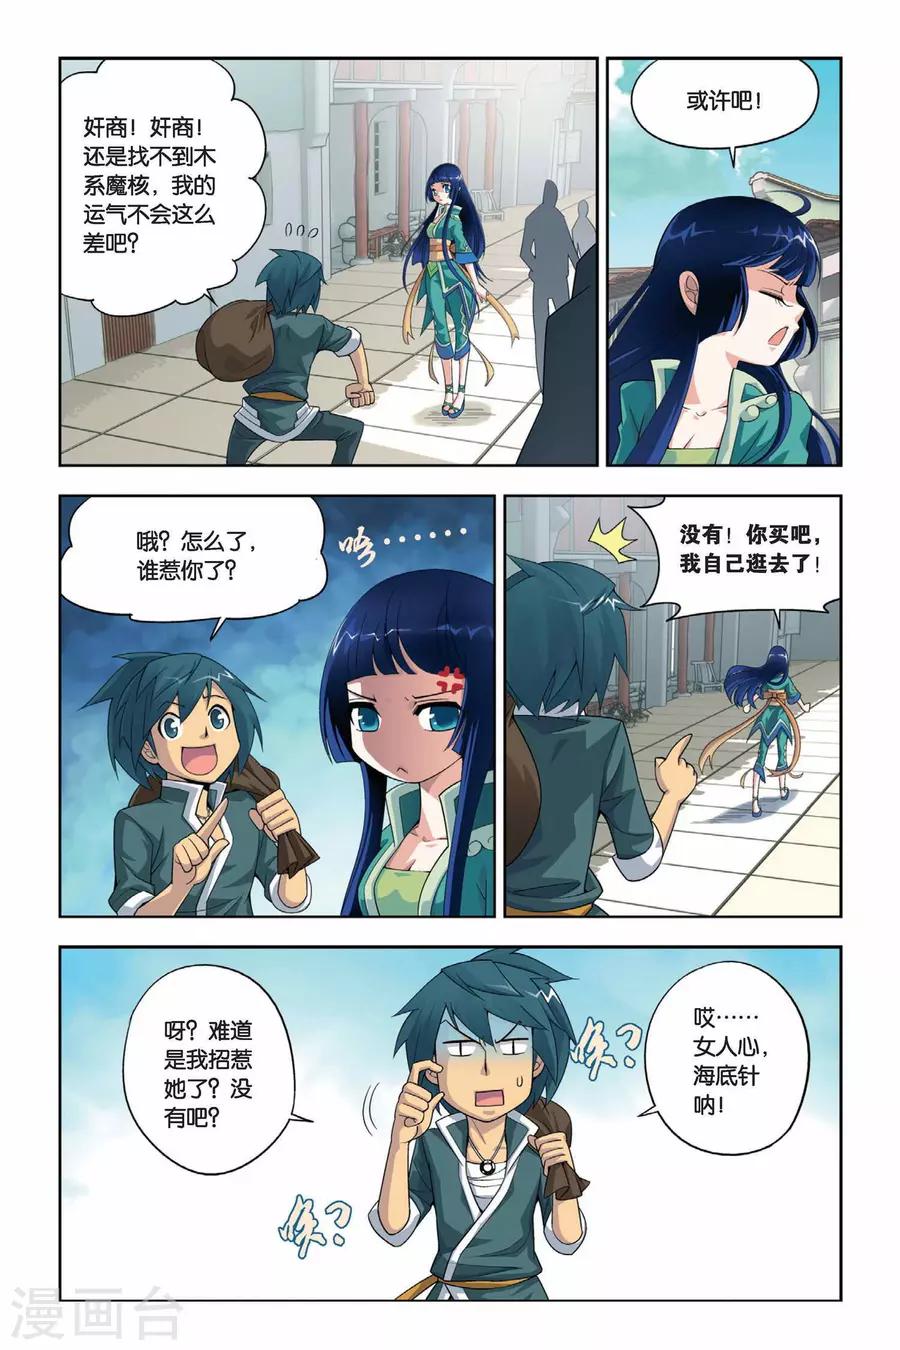 奸商！奸商！
还是找不到木
系魔核，我的
运气不会这么
差吧？
或许吧！
哦？怎么了，
谁惹你了？
没有！你买吧，
我自己逛去了！
呀？难道
是我招惹
她了？没
有吧？
哎……
女人心，
海底针
呐！
咦？
咦？
漫画台